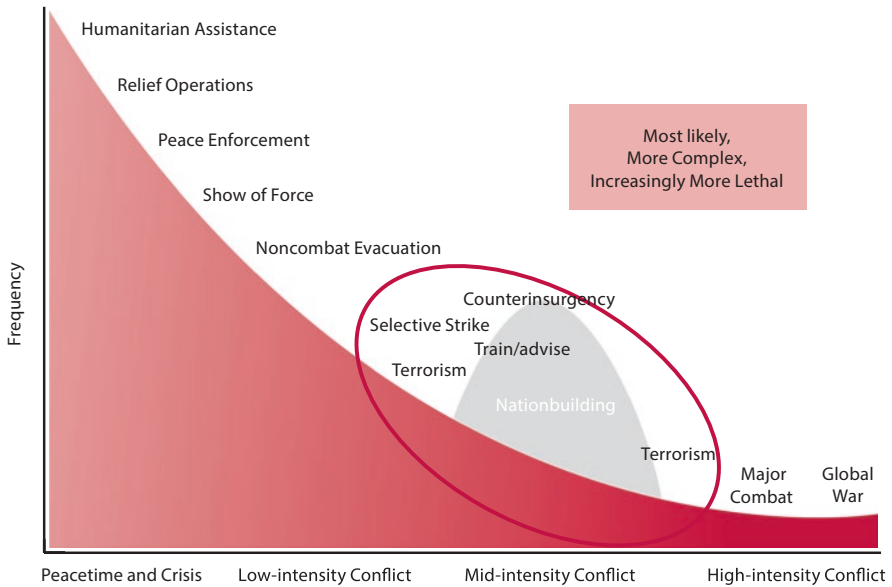 Humanitarian Assistance
Relief Operations
Peace Enforcement
Show of Force
Noncombat Evacuation
Most likely,
More Complex,
Increasingly More Lethal
Frequency
Counterinsurgency
Selective Strike
Train/advise
Terrorism
Nationbuilding
Terrorism
Major
Combat
Global
War
Peacetime and Crisis
Low-intensity Conflict
Mid-intensity Conflict
High-intensity Conflict